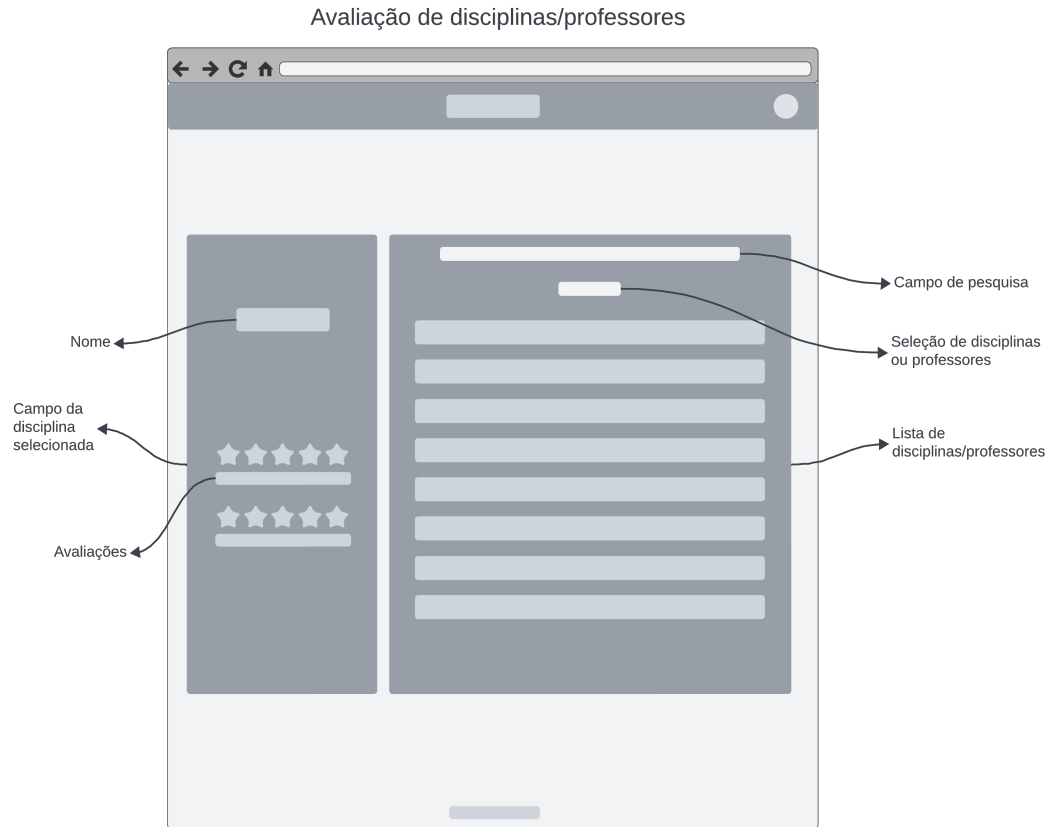 Avaliação de disciplinas/professores
Campo de pesquisa
Nome
Seleção de disciplinas
ou professores
Campo da
disciplina
selecionada
Lista de
disciplinas/professores
Avaliações